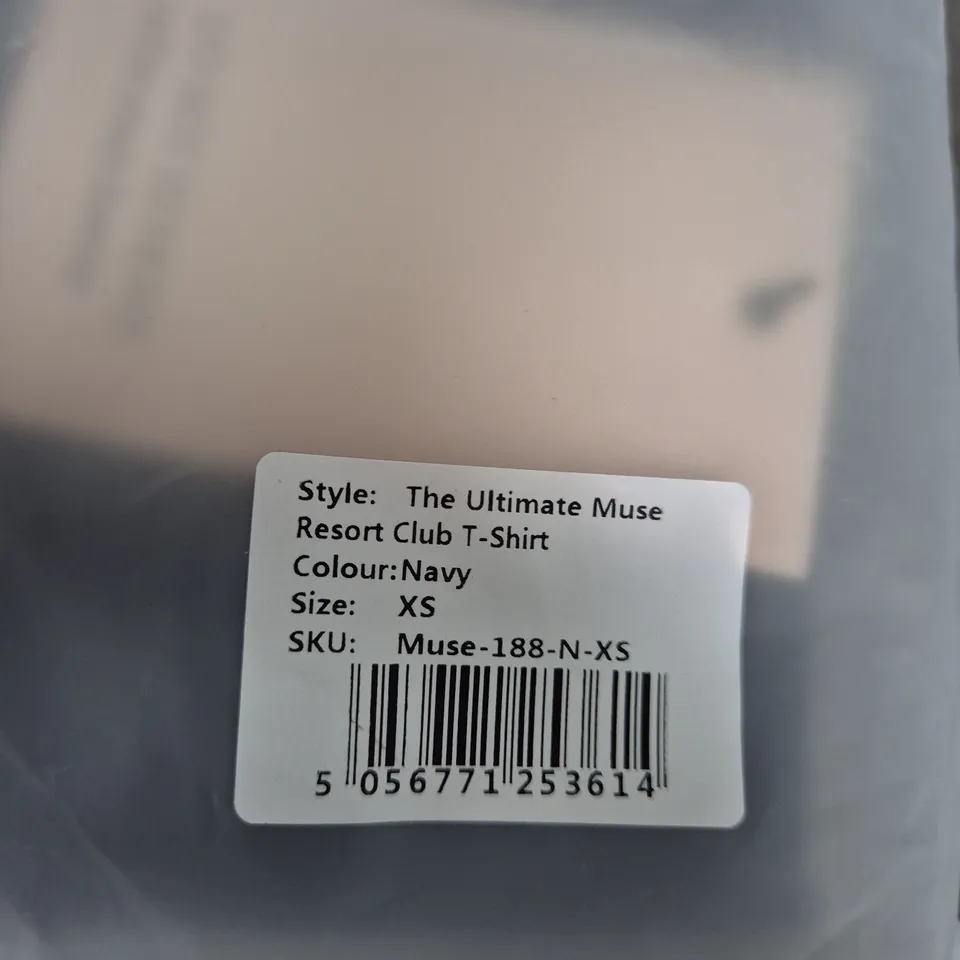 Style: The Ultimate Muse
Resort Club T-Shirt
Colour:Navy
Size: XS
SKU: Muse-188-N-XS
5 056771 253614